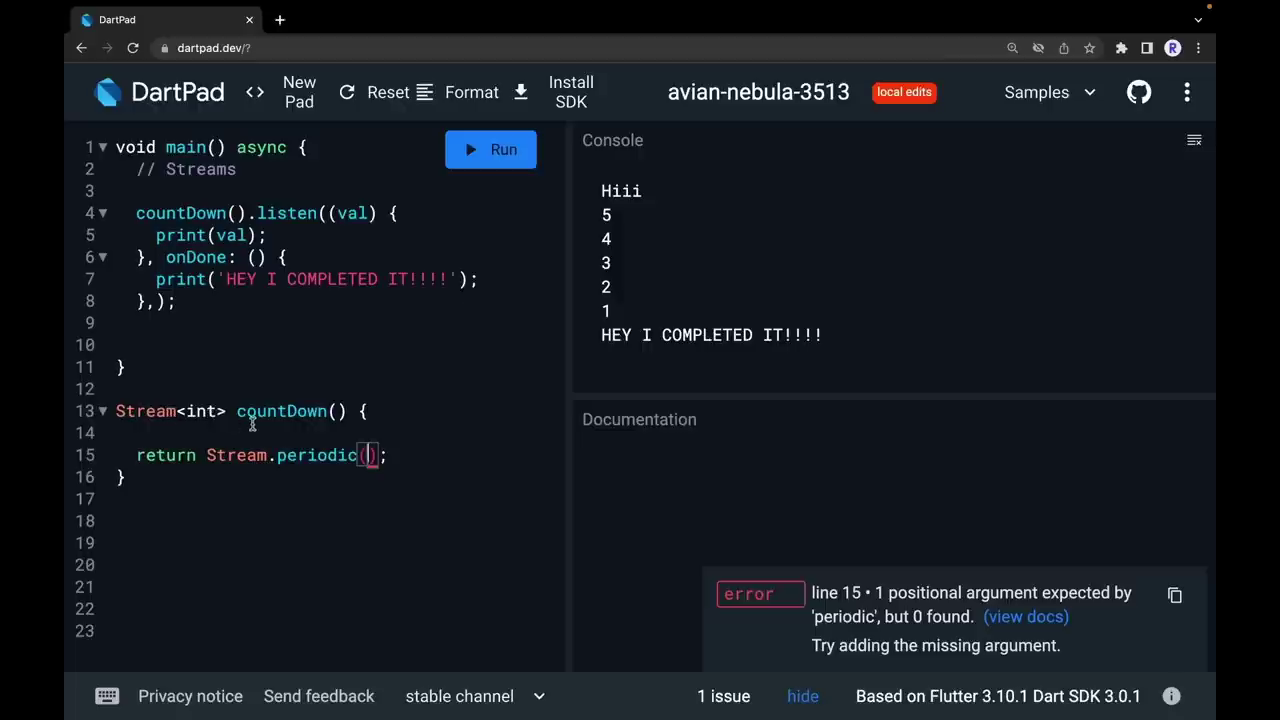 DartPad
dartpad.dev/?
R
DartPad
<> New Pad
Reset
Format
Install SDK
avian-nebula-3513
local edits
Samples
1 void main() async {
2 // Streams
3
4 countDown().listen((val) {
5 print(val);
6 }, onDone: () {
7 print('HEY I COMPLETED IT!!!!');
8 },);
9
10
11 }
12
13 Stream<int> countDown() {
14
15 return Stream.periodic();
16 }
17
18
19
20
21
22
23
Run
Console
Hiii
5
4
3
2
1
HEY I COMPLETED IT!!!!
Documentation
error
line 15 • 1 positional argument expected by
'periodic', but 0 found. (view docs)
Try adding the missing argument.
Privacy notice
Send feedback
stable channel
1 issue
hide
Based on Flutter 3.10.1 Dart SDK 3.0.1